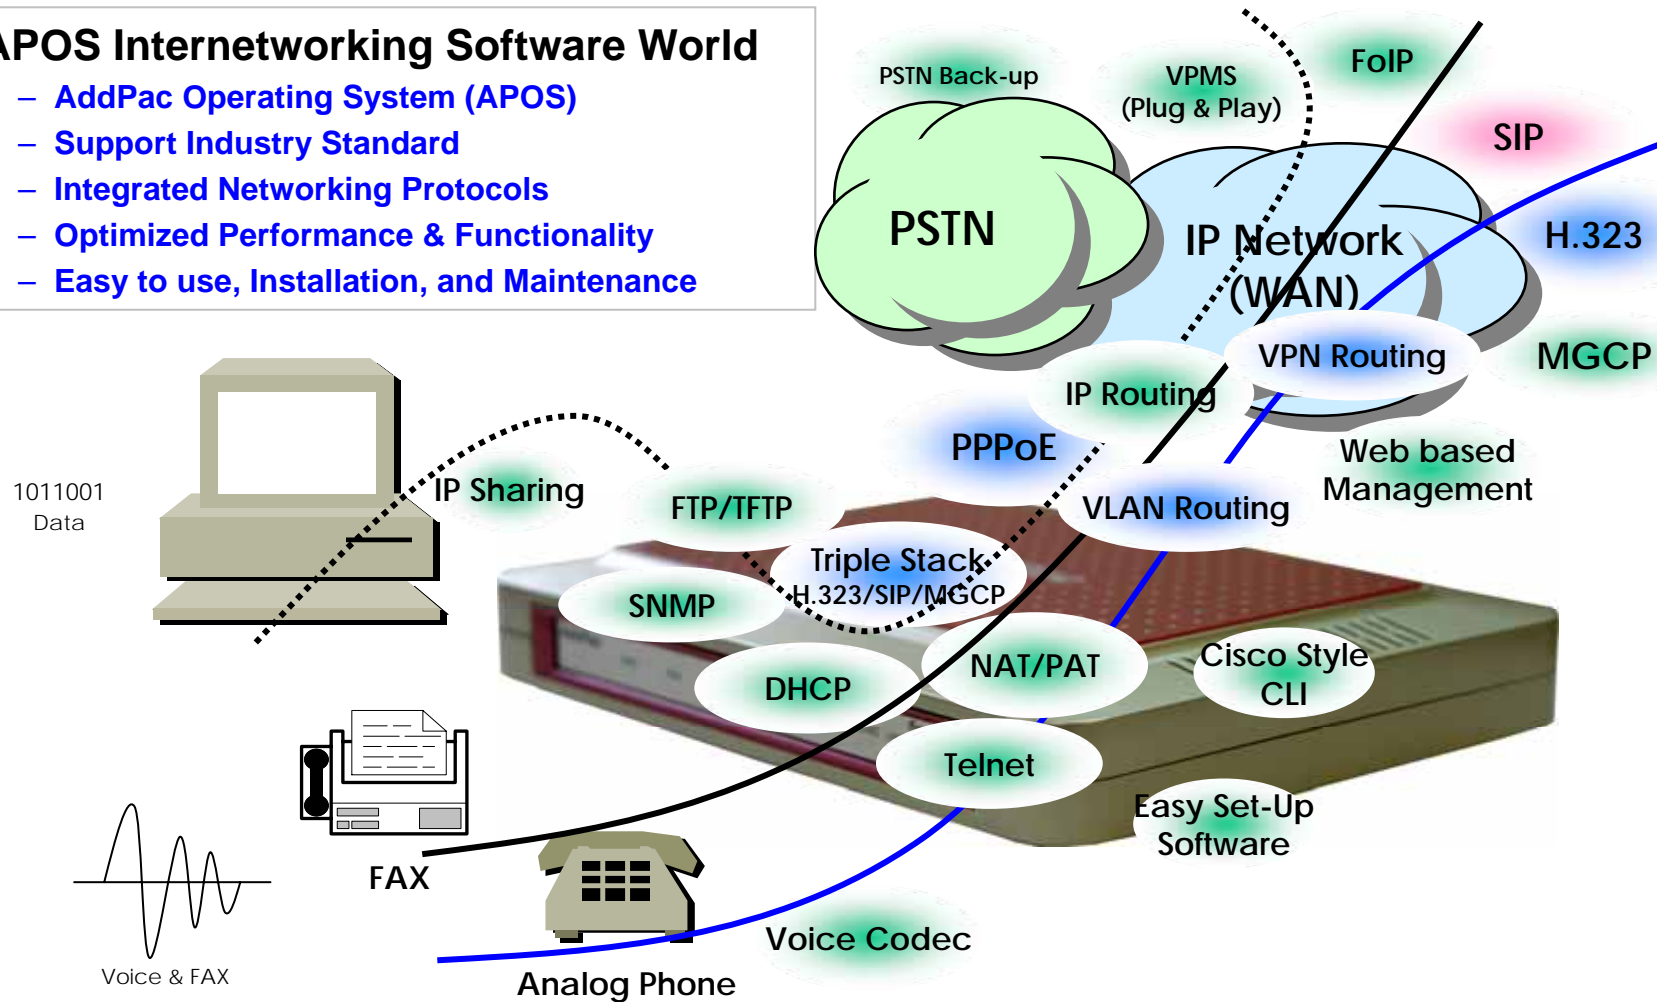 APOS Internetworking Software World
– AddPac Operating System (APOS)
– Support Industry Standard
– Integrated Networking Protocols
– Optimized Performance & Functionality
– Easy to use, Installation, and Maintenance
PSTN Back-up
VPMS
(Plug & Play)
FoIP
SIP
PSTN
IP Network
(WAN)
H.323
VPN Routing
MGCP
IP Routing
PPPoE
Web based
Management
1011001
Data
IP Sharing
FTP/TFTP
VLAN Routing
Triple Stack
H.323/SIP/MGCP
SNMP
NAT/PAT
Cisco Style
CLI
DHCP
Telnet
Easy Set-Up
Software
FAX
Voice Codec
Voice & FAX
Analog Phone